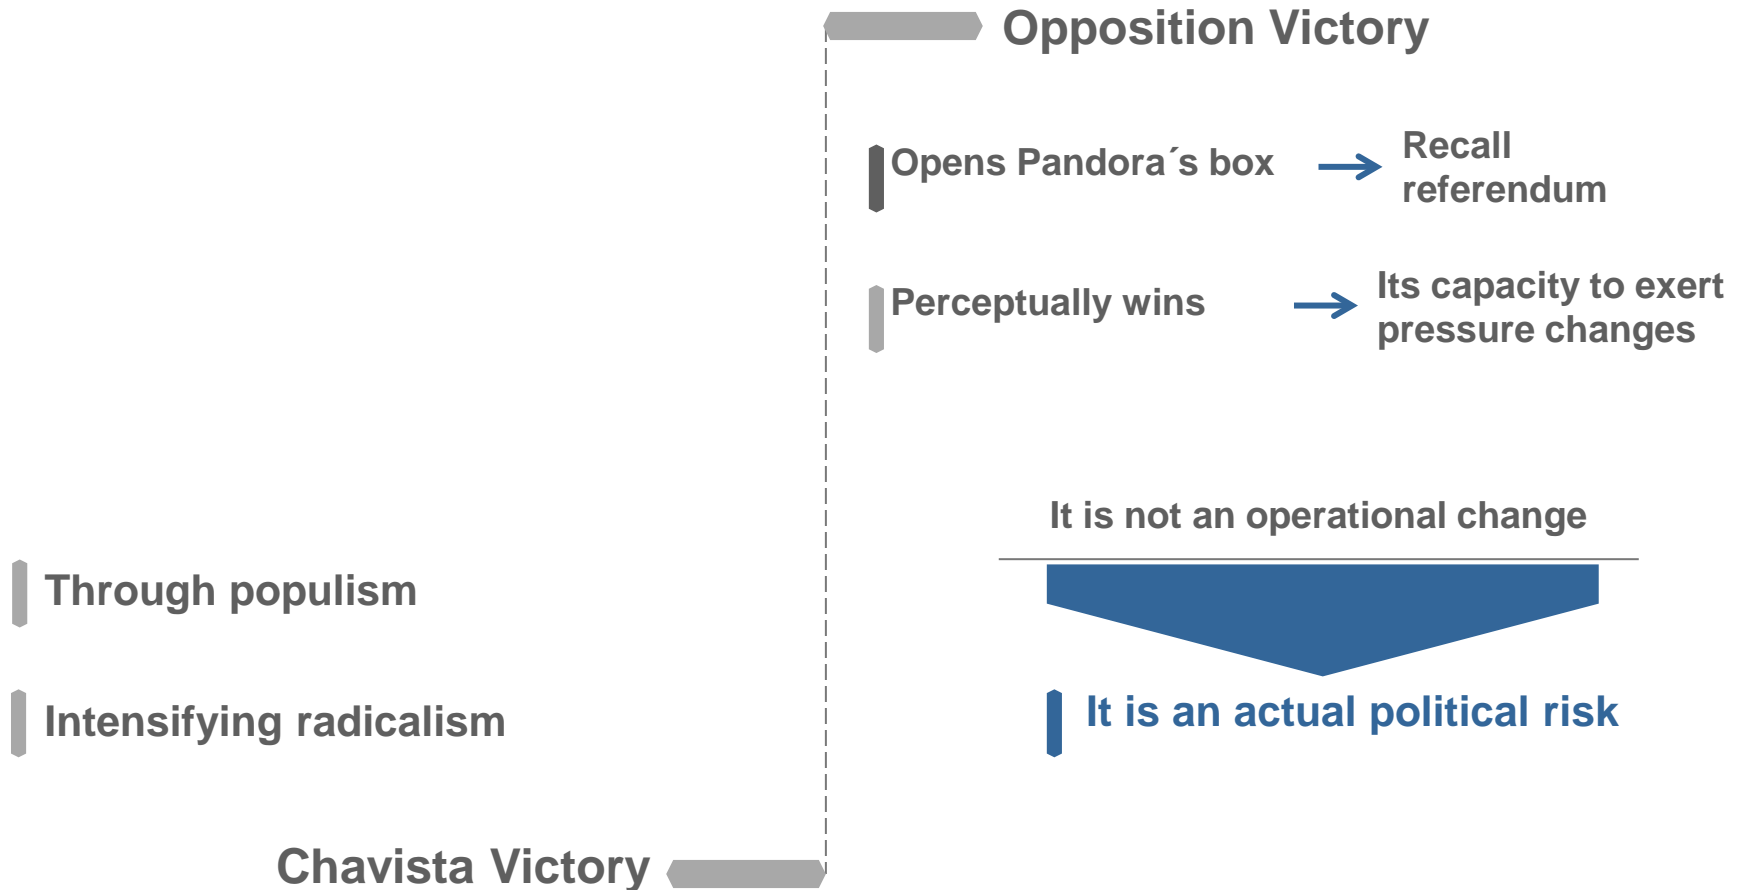 Opposition Victory
Opens Pandora´s box
Recall
referendum
Perceptually wins
Its capacity to exert
pressure changes
It is not an operational change
It is an actual political risk
Through populism
Intensifying radicalism
Chavista Victory